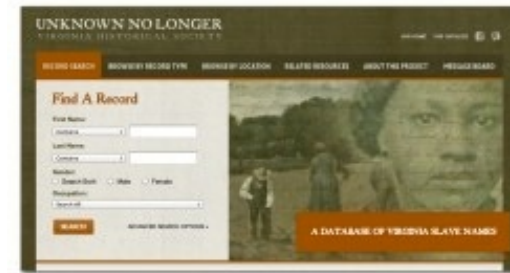 UNKNOWN NO LONGER
VIRGINIA HISTORICAL SOCIETY
RECORD SEARCH BROWSE BY RECORD TYPE BROWSE BY LOCATION RELATED RESOURCES ABOUT THIS PROJECT MESSAGE BOARD
Find A Record
First Name:
Contains
Last Name:
Contains
Gender:
Search Both Male Female
Occupation:
Search All
SEARCH ADVANCED SEARCH OPTIONS
A DATABASE OF VIRGINIA SLAVE NAMES